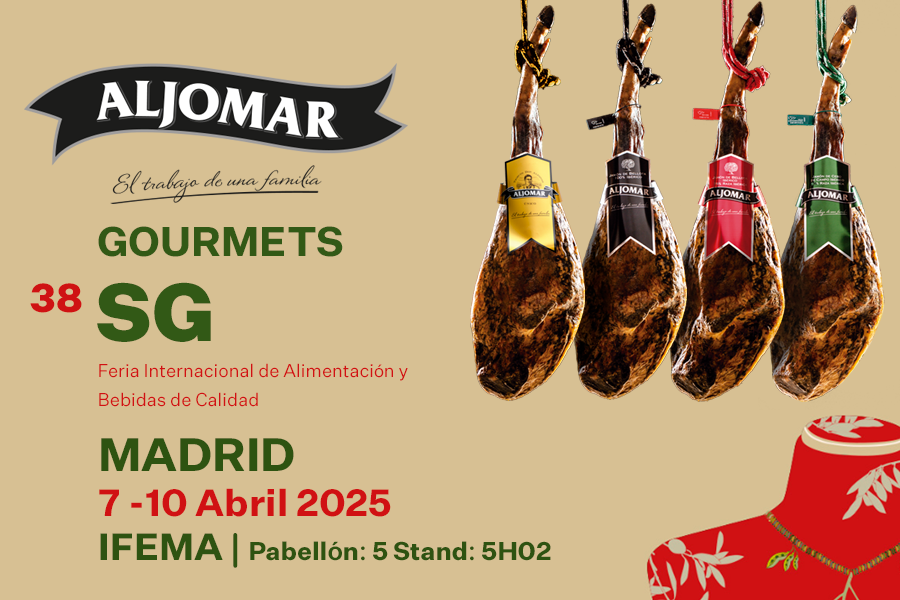 ALJOMAR
El trabajo de una familia
GOURMETS
38 SG
Feria Internacional de Alimentación y
Bebidas de Calidad
MADRID
7 -10 Abril 2025
IFEMA | Pabellón: 5 Stand: 5H02
ALJOMAR
ALJOMAR
ALJOMAR
ALJOMAR